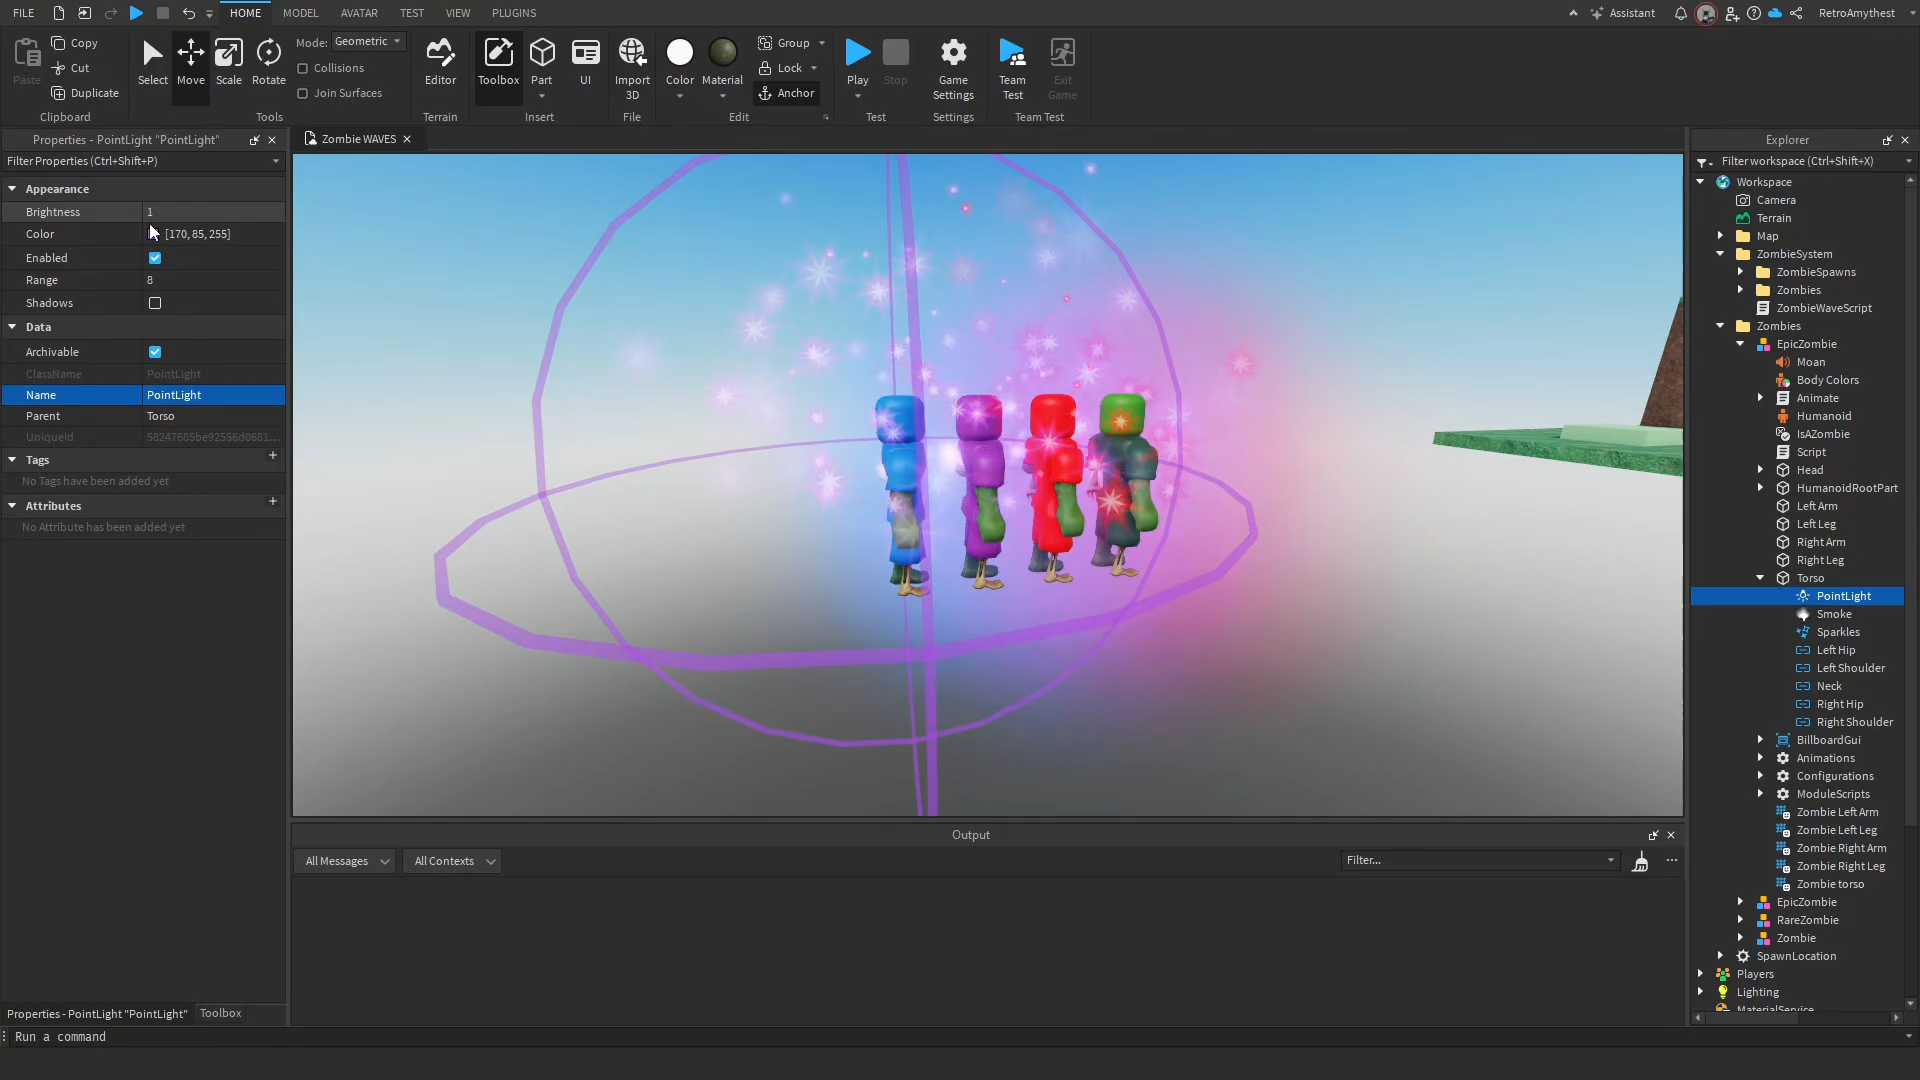 FILE
HOME
MODEL
AVATAR
TEST
VIEW
PLUGINS
Assistant
RetroAmythest
Paste
Copy
Cut
Duplicate
Clipboard
Select
Move
Scale
Rotate
Mode: Geometric
Collisions
Join Surfaces
Tools
Editor
Terrain
Toolbox
Part
UI
Insert
Import
3D
File
Color
Material
Group
Lock
Anchor
Edit
Play
Stop
Test
Game
Settings
Settings
Team
Test
Exit
Game
Team Test
Properties - PointLight "PointLight"
Filter Properties (Ctrl+Shift+P)
Appearance
Brightness 1
Color [170, 85, 255]
Enabled
Range 8
Shadows
Data
Archivable
ClassName PointLight
Name PointLight
Parent Torso
UniqueId 58247685be92556d0681...
Tags
No Tags have been added yet
Attributes
No Attribute has been added yet
Properties - PointLight "PointLight"
Toolbox
Run a command
Zombie WAVES
Output
All Messages
All Contexts
Filter...
Explorer
Filter workspace (Ctrl+Shift+X)
Workspace
Camera
Terrain
Map
ZombieSystem
ZombieSpawns
Zombies
ZombieWaveScript
Zombies
EpicZombie
Moan
Body Colors
Animate
Humanoid
IsAZombie
Script
Head
HumanoidRootPart
Left Arm
Left Leg
Right Arm
Right Leg
Torso
PointLight
Smoke
Sparkles
Left Hip
Left Shoulder
Neck
Right Hip
Right Shoulder
BillboardGui
Animations
Configurations
ModuleScripts
Zombie Left Arm
Zombie Left Leg
Zombie Right Arm
Zombie Right Leg
Zombie torso
EpicZombie
RareZombie
Zombie
SpawnLocation
Players
Lighting
MaterialService